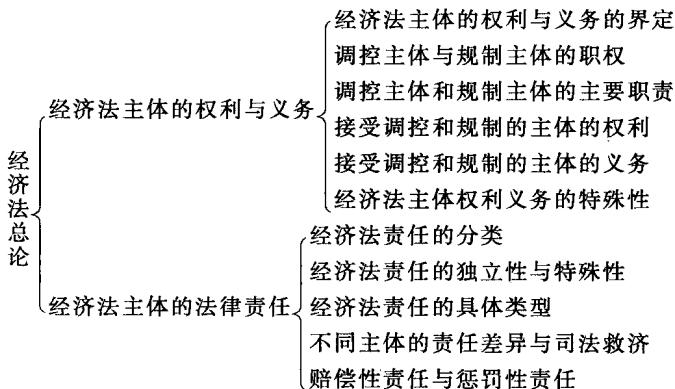 经济法总论
经济法主体的权利与义务
经济法主体的权利与义务的界定
调控主体与规制主体的职权
调控主体和规制主体的主要职责
接受调控和规制的主体的权利
接受调控和规制的主体的义务
经济法主体权利义务的特殊性
经济法主体的法律责任
经济法责任的分类
经济法责任的独立性与特殊性
经济法责任的具体类型
不同主体的责任差异与司法救济
赔偿性责任与惩罚性责任